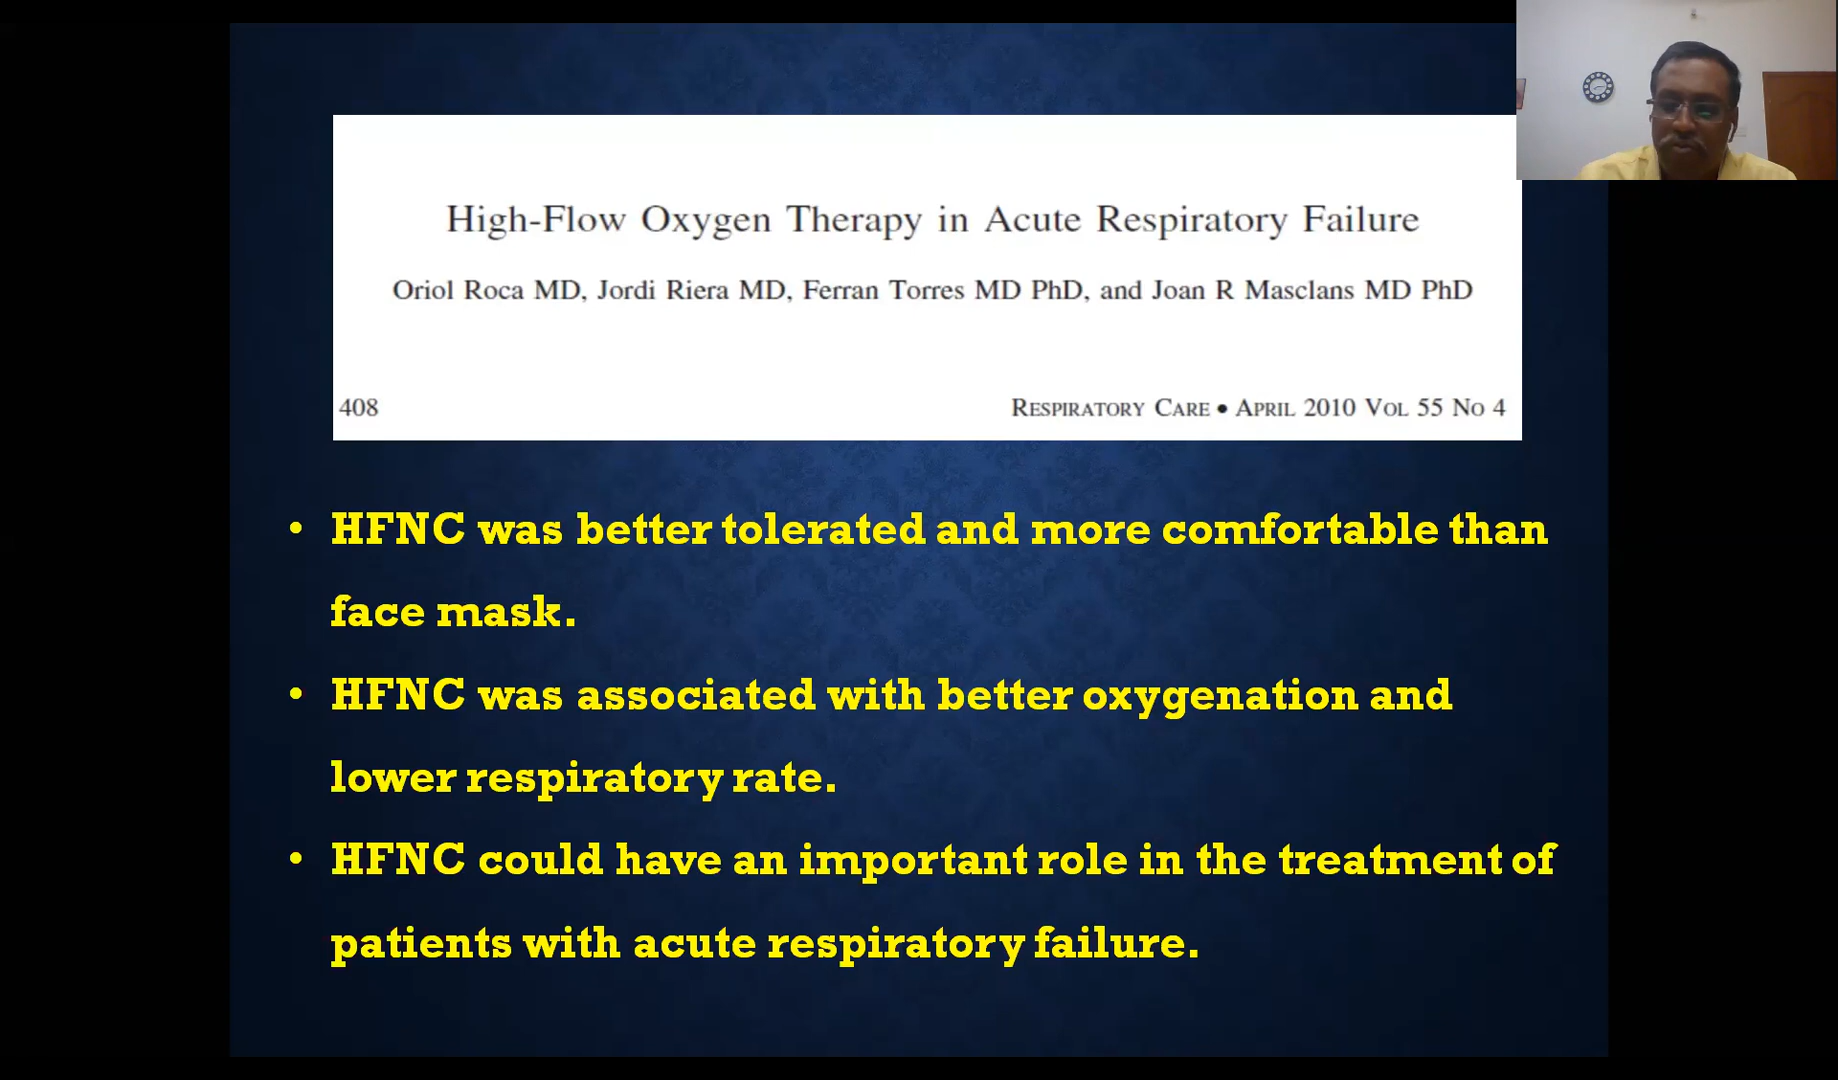 High-Flow Oxygen Therapy in Acute Respiratory Failure
Oriol Roca MD, Jordi Riera MD, Ferran Torres MD PhD, and Joan R Masclans MD PhD
408
RESPIRATORY CARE • APRIL 2010 VOL 55 NO 4
• HFNC was better tolerated and more comfortable than
face mask.
• HFNC was associated with better oxygenation and
lower respiratory rate.
• HFNC could have an important role in the treatment of
patients with acute respiratory failure.